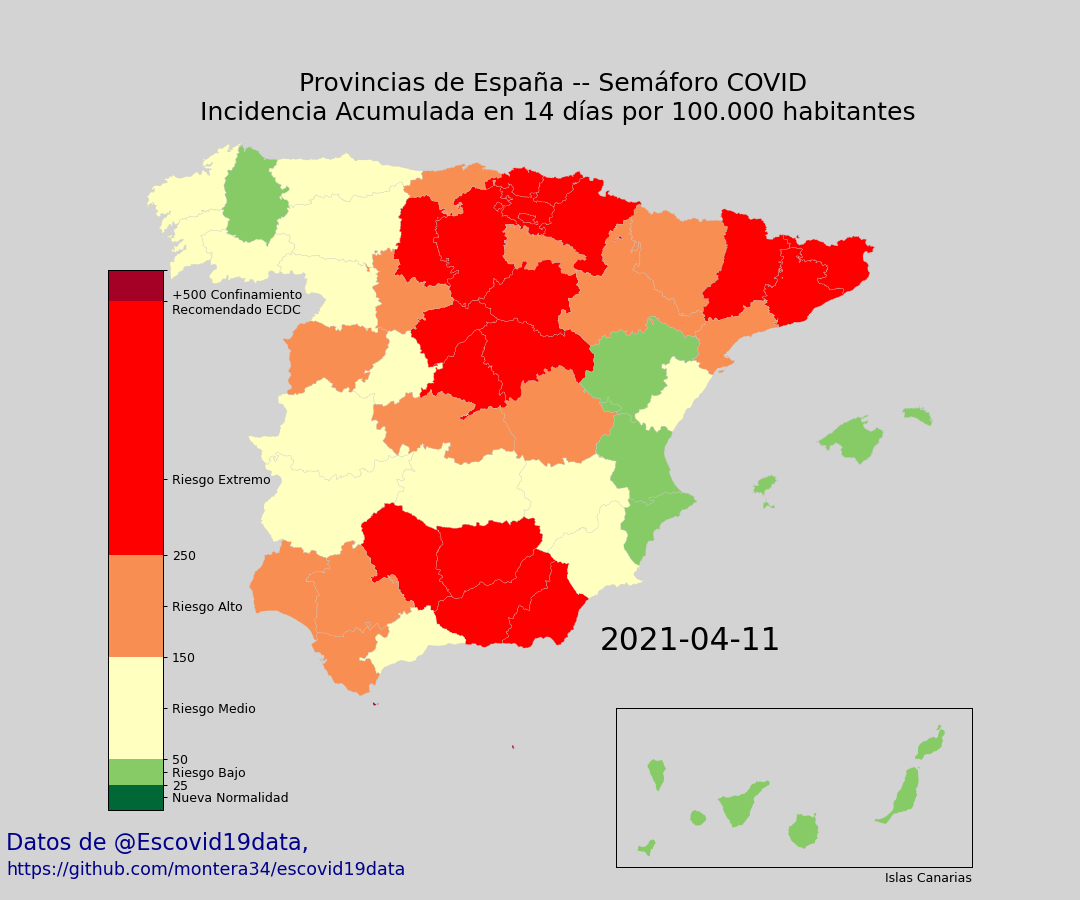 Provincias de España -- Semáforo COVID
Incidencia Acumulada en 14 días por 100.000 habitantes
+500 Confinamiento
Recomendado ECDC
Riesgo Extremo
250
Riesgo Alto
150
Riesgo Medio
50
Riesgo Bajo
25
Nueva Normalidad
2021-04-11
Islas Canarias
Datos de @Escovid19data,
https://github.com/montera34/escovid19data